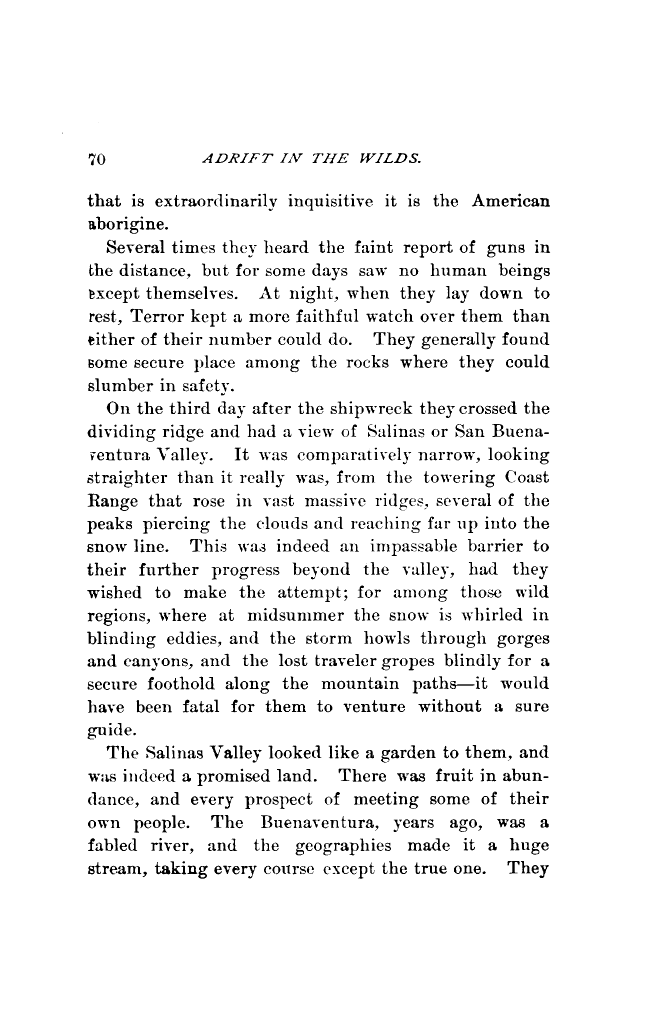 70 ADRIFT IN THE WILDS.
that is extraordinarily inquisitive it is the American
aborigine.
Several times they heard the faint report of guns in
the distance, but for some days saw no human beings
except themselves. At night, when they lay down to
rest, Terror kept a more faithful watch over them than
either of their number could do. They generally found
some secure place among the rocks where they could
slumber in safety.
On the third day after the shipwreck they crossed the
dividing ridge and had a view of Salinas or San Buena-
ventura Valley. It was comparatively narrow, looking
straighter than it really was, from the towering Coast
Range that rose in vast massive ridges, several of the
peaks piercing the clouds and reaching far up into the
snow line. This was indeed an impassable barrier to
their further progress beyond the valley, had they
wished to make the attempt; for among those wild
regions, where at midsummer the snow is whirled in
blinding eddies, and the storm howls through gorges
and canyons, and the lost traveler gropes blindly for a
secure foothold along the mountain paths—it would
have been fatal for them to venture without a sure
guide.
The Salinas Valley looked like a garden to them, and
was indeed a promised land. There was fruit in abun-
dance, and every prospect of meeting some of their
own people. The Buenaventura, years ago, was a
fabled river, and the geographies made it a huge
stream, taking every course except the true one. They